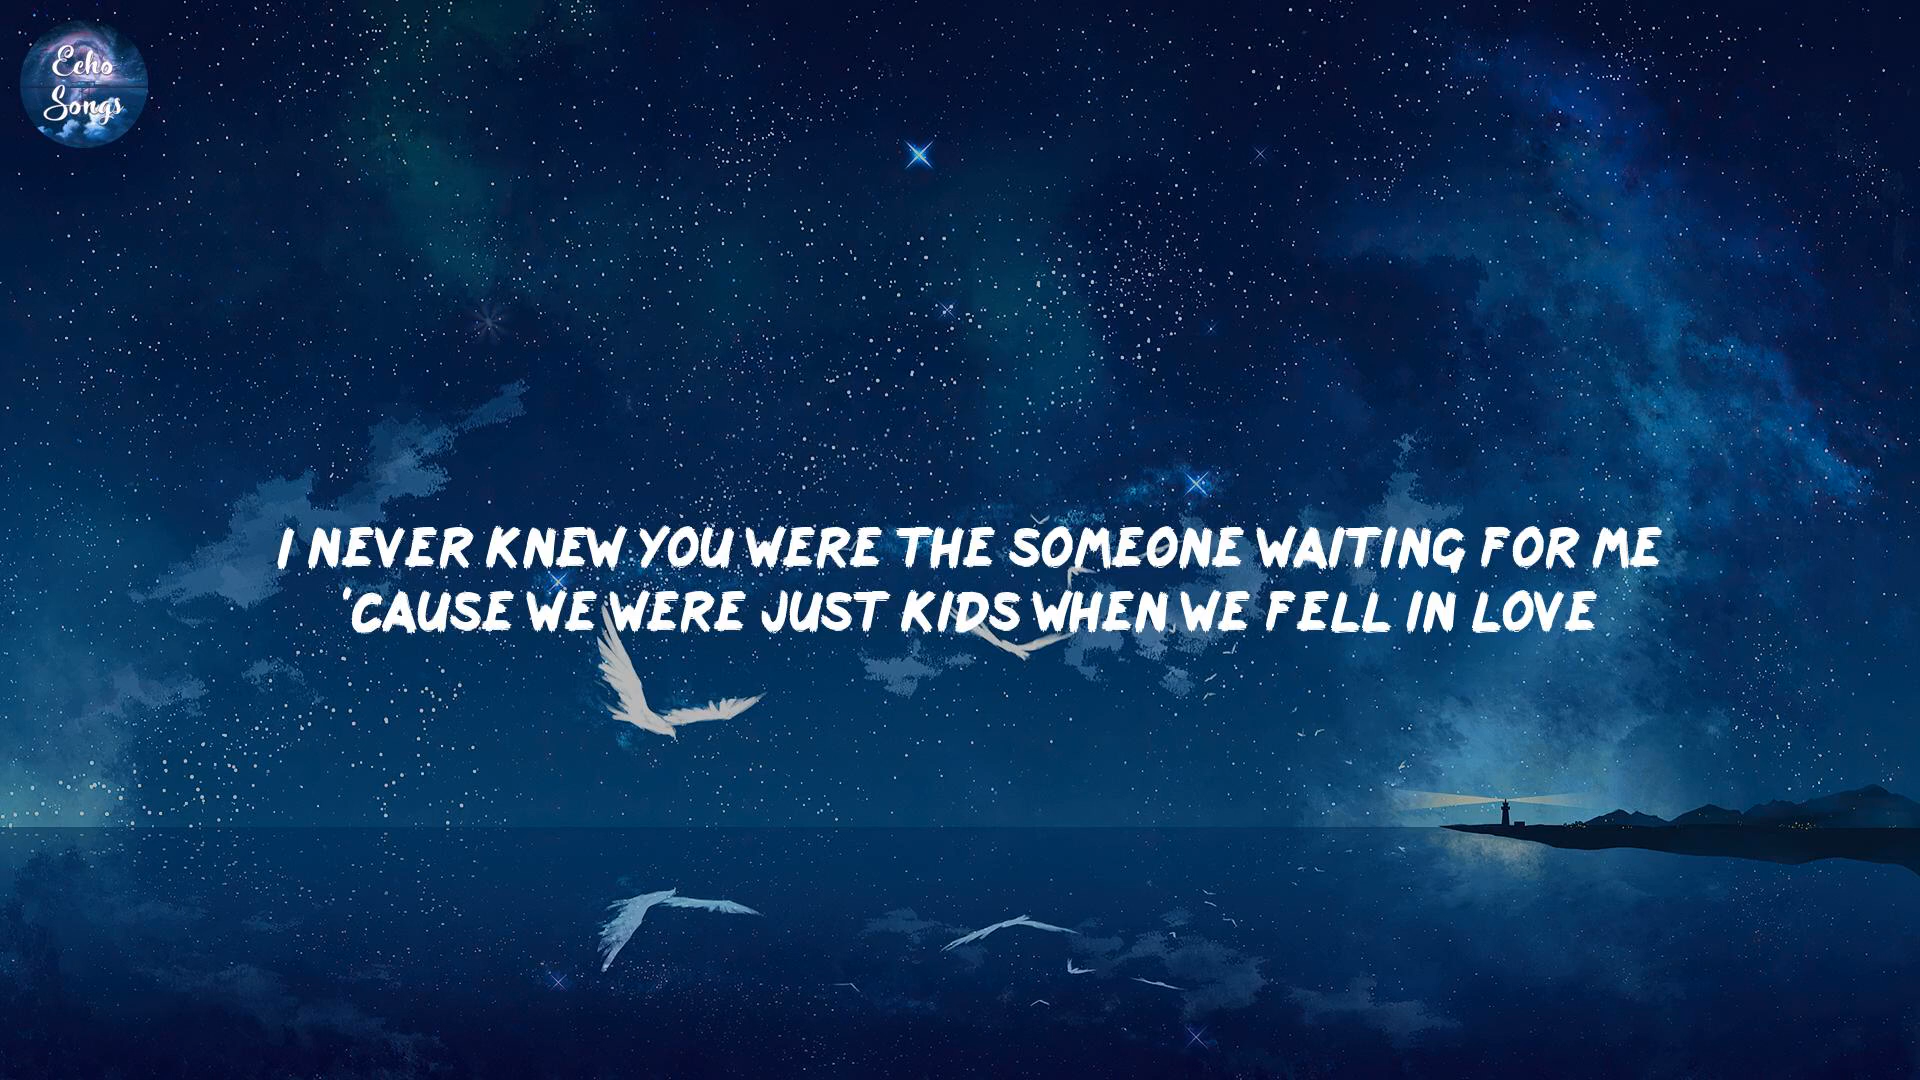 Echo
Songs
I NEVER KNEW YOU WERE THE SOMEONE WAITING FOR ME
'CAUSE WE WERE JUST KIDS WHEN WE FELL IN LOVE